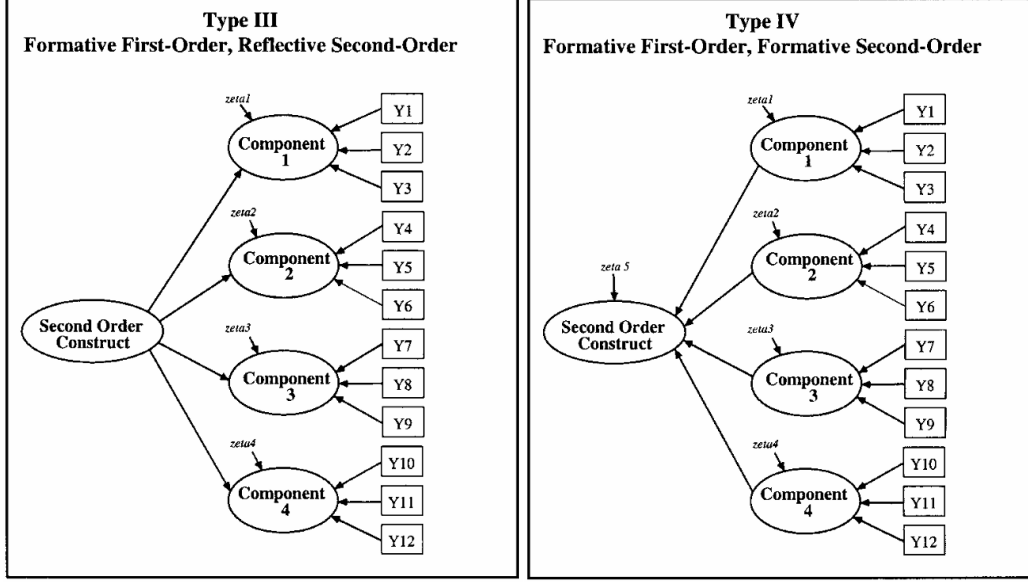 Type III
Formative First-Order, Reflective Second-Order
zeta1
Component
1
Y1
Y2
Y3
zeta2
Component
2
Y4
Y5
Y6
Second Order
Construct
zeta3
Component
3
Y7
Y8
Y9
zeta4
Component
4
Y10
Y11
Y12
Type IV
Formative First-Order, Formative Second-Order
zeta1
Component
1
Y1
Y2
Y3
zeta2
Component
2
Y4
Y5
Y6
zeta 5
Second Order
Construct
zeta3
Component
3
Y7
Y8
Y9
zeta4
Component
4
Y10
Y11
Y12